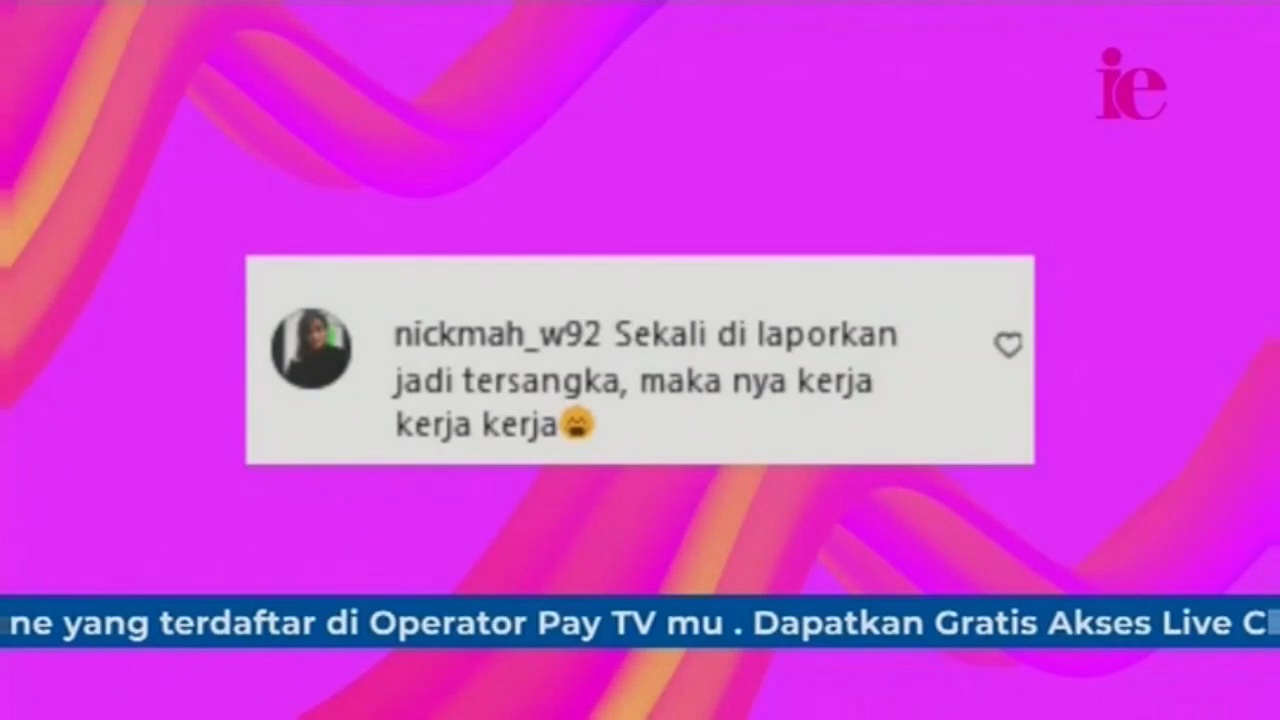 ie
nickmah_w92 Sekali di laporkan
jadi tersangka, maka nya kerja
kerja kerja😩
ne yang terdaftar di Operator Pay TV mu . Dapatkan Gratis Akses Live C